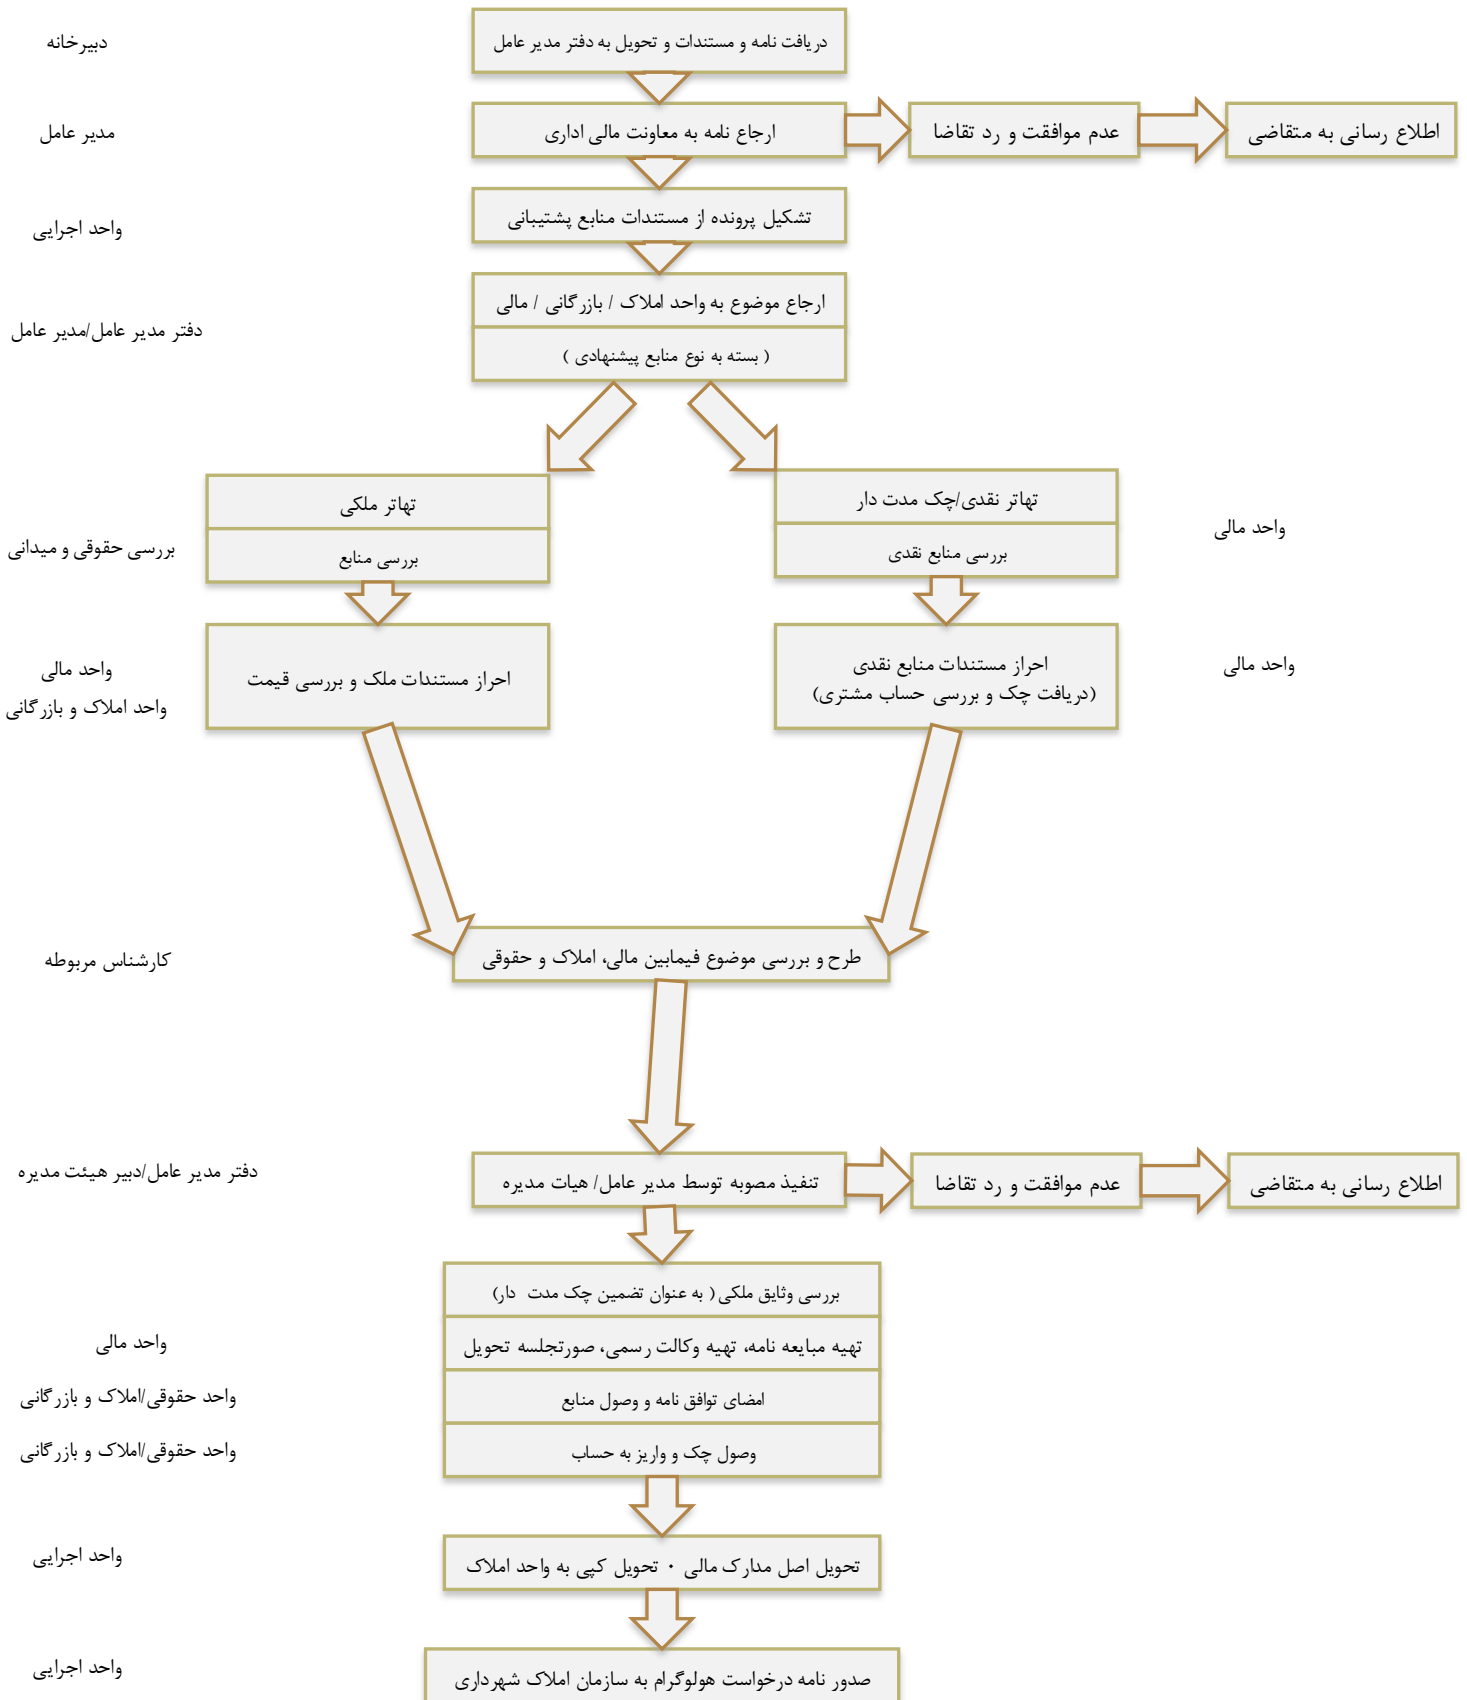 دبیرخانه
دریافت نامه و مستندات و تحویل به دفتر مدیر عامل
مدیر عامل
ارجاع نامه به معاونت مالی اداری
عدم موافقت و رد تقاضا
اطلاع رسانی به متقاضی
واحد اجرایی
تشکیل پرونده از مستندات منابع پشتیبانی
دفتر مدیر عامل/مدیر عامل
ارجاع موضوع به واحد املاک / بازرگانی / مالی
( بسته به نوع منابع پیشنهادی )
تهاتر نقدی/چک مدت دار
بررسی منابع نقدی
واحد مالی
تهاتر ملکی
بررسی منابع
بررسی حقوقی و میدانی
احراز مستندات منابع نقدی
(دریافت چک و بررسی حساب مشتری)
واحد مالی
احراز مستندات ملک و بررسی قیمت
واحد مالی
واحد املاک و بازرگانی
کارشناس مربوطه
طرح و بررسی موضوع فیمابین مالی، املاک و حقوقی
دفتر مدیر عامل/دبیر هیئت مدیره
تنفیذ مصوبه توسط مدیر عامل/ هیات مدیره
عدم موافقت و رد تقاضا
اطلاع رسانی به متقاضی
بررسی وثایق ملکی ( به عنوان تضمین چک مدت دار)
واحد مالی
تهیه مبایعه نامه، تهیه وکالت رسمی، صورتجلسه تحویل
واحد حقوقی/املاک و بازرگانی
امضای توافق نامه و وصول منابع
واحد حقوقی/املاک و بازرگانی
وصول چک و واریز به حساب
واحد اجرایی
تحویل اصل مدارک مالی ۰ تحویل کپی به واحد املاک
واحد اجرایی
صدور نامه درخواست هولوگرام به سازمان املاک شهرداری